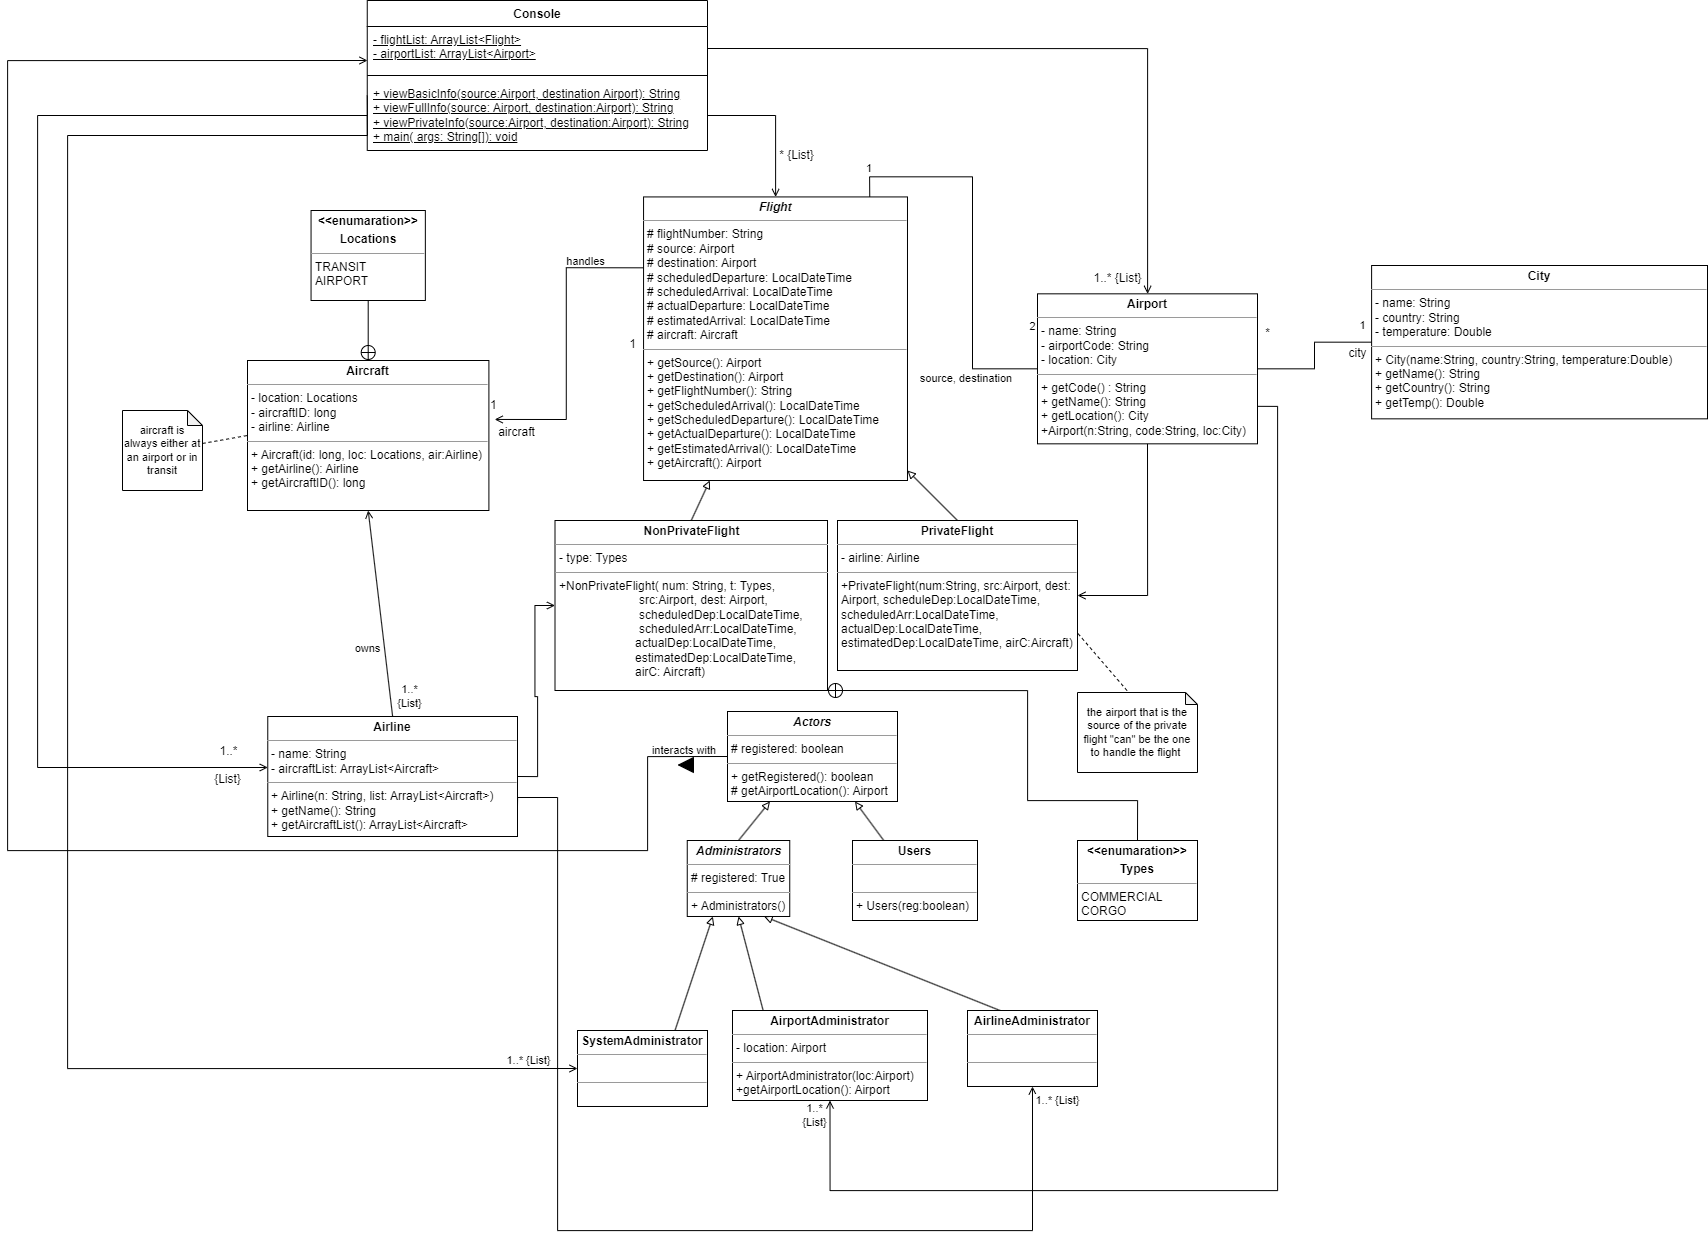 Console
- flightList: ArrayList<Flight>
- airportList: ArrayList<Airport>
+ viewBasicInfo(source:Airport, destination Airport): String
+ viewFullInfo(source: Airport, destination:Airport): String
+ viewPrivateInfo(source:Airport, destination:Airport): String
+ main( args: String[]): void
* {List}
1
<<enumaration>>
Locations
TRANSIT
AIRPORT
handles
Flight
# flightNumber: String
# source: Airport
# destination: Airport
# scheduledDeparture: LocalDateTime
# scheduledArrival: LocalDateTime
# actualDeparture: LocalDateTime
# estimatedArrival: LocalDateTime
# aircraft: Aircraft
1
+ getSource(): Airport
+ getDestination(): Airport
+ getFlightNumber(): String
+ getScheduledArrival(): LocalDateTime
+ getScheduledDeparture(): LocalDateTime
+ getActualDeparture(): LocalDateTime
+ getEstimatedArrival(): LocalDateTime
+ getAircraft(): Airport
1..* {List}
2
source, destination
Airport
- name: String
- airportCode: String
- location: City
+ getCode() : String
+ getName(): String
+ getLocation(): City
+Airport(n:String, code:String, loc:City)
*
1
city
City
- name: String
- country: String
- temperature: Double
+ City(name:String, country:String, temperature:Double)
+ getName(): String
+ getCountry(): String
+ getTemp(): Double
Aircraft
- location: Locations
- aircraftID: long
- airline: Airline
+ Aircraft(id: long, loc: Locations, air:Airline)
+ getAirline(): Airline
+ getAircraftID(): long
1
aircraft
aircraft is
always either at
an airport or in
transit
NonPrivateFlight
- type: Types
+NonPrivateFlight( num: String, t: Types,
src:Airport, dest: Airport,
scheduledDep:LocalDateTime,
scheduledArr:LocalDateTime,
actualDep:LocalDateTime,
estimatedDep:LocalDateTime,
airC: Aircraft)
PrivateFlight
- airline: Airline
+PrivateFlight(num:String, src:Airport, dest:
Airport, scheduleDep:LocalDateTime,
scheduledArr:LocalDateTime,
actualDep:LocalDateTime,
estimatedDep:LocalDateTime, airC:Aircraft)
the airport that is the
source of the private
flight "can" be the one
to handle the flight
owns
1..*
{List}
1..*
{List}
Airline
- name: String
- aircraftList: ArrayList<Aircraft>
+ Airline(n: String, list: ArrayList<Aircraft>)
+ getName(): String
+ getAircraftList(): ArrayList<Aircraft>
interacts with
Actors
# registered: boolean
+ getRegistered(): boolean
# getAirportLocation(): Airport
Administrators
# registered: True
+ Administrators()
Users
+ Users(reg:boolean)
<<enumaration>>
Types
COMMERCIAL
CORGO
1..* {List}
SystemAdministrator
AirportAdministrator
- location: Airport
+ AirportAdministrator(loc:Airport)
+getAirportLocation(): Airport
1..*
{List}
AirlineAdministrator
1..* {List}